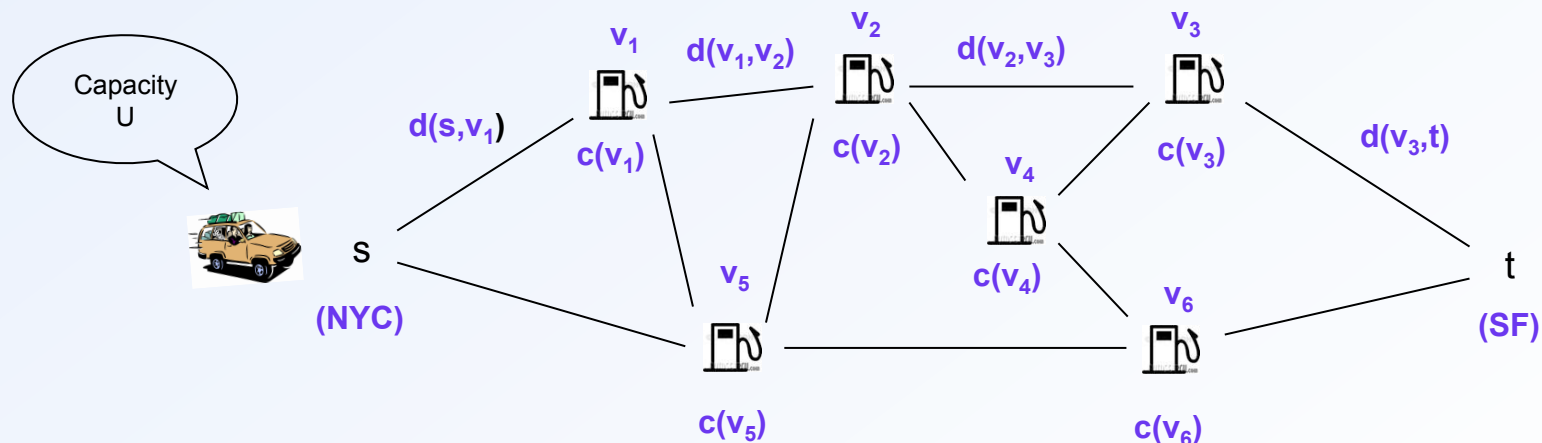 Capacity
U
s
(NYC)
d(s,v₁)
v₁
c(v₁)
d(v₁,v₂)
v₂
c(v₂)
d(v₂,v₃)
v₃
c(v₃)
v₄
c(v₄)
d(v₃,t)
v₅
c(v₅)
v₆
c(v₆)
t
(SF)